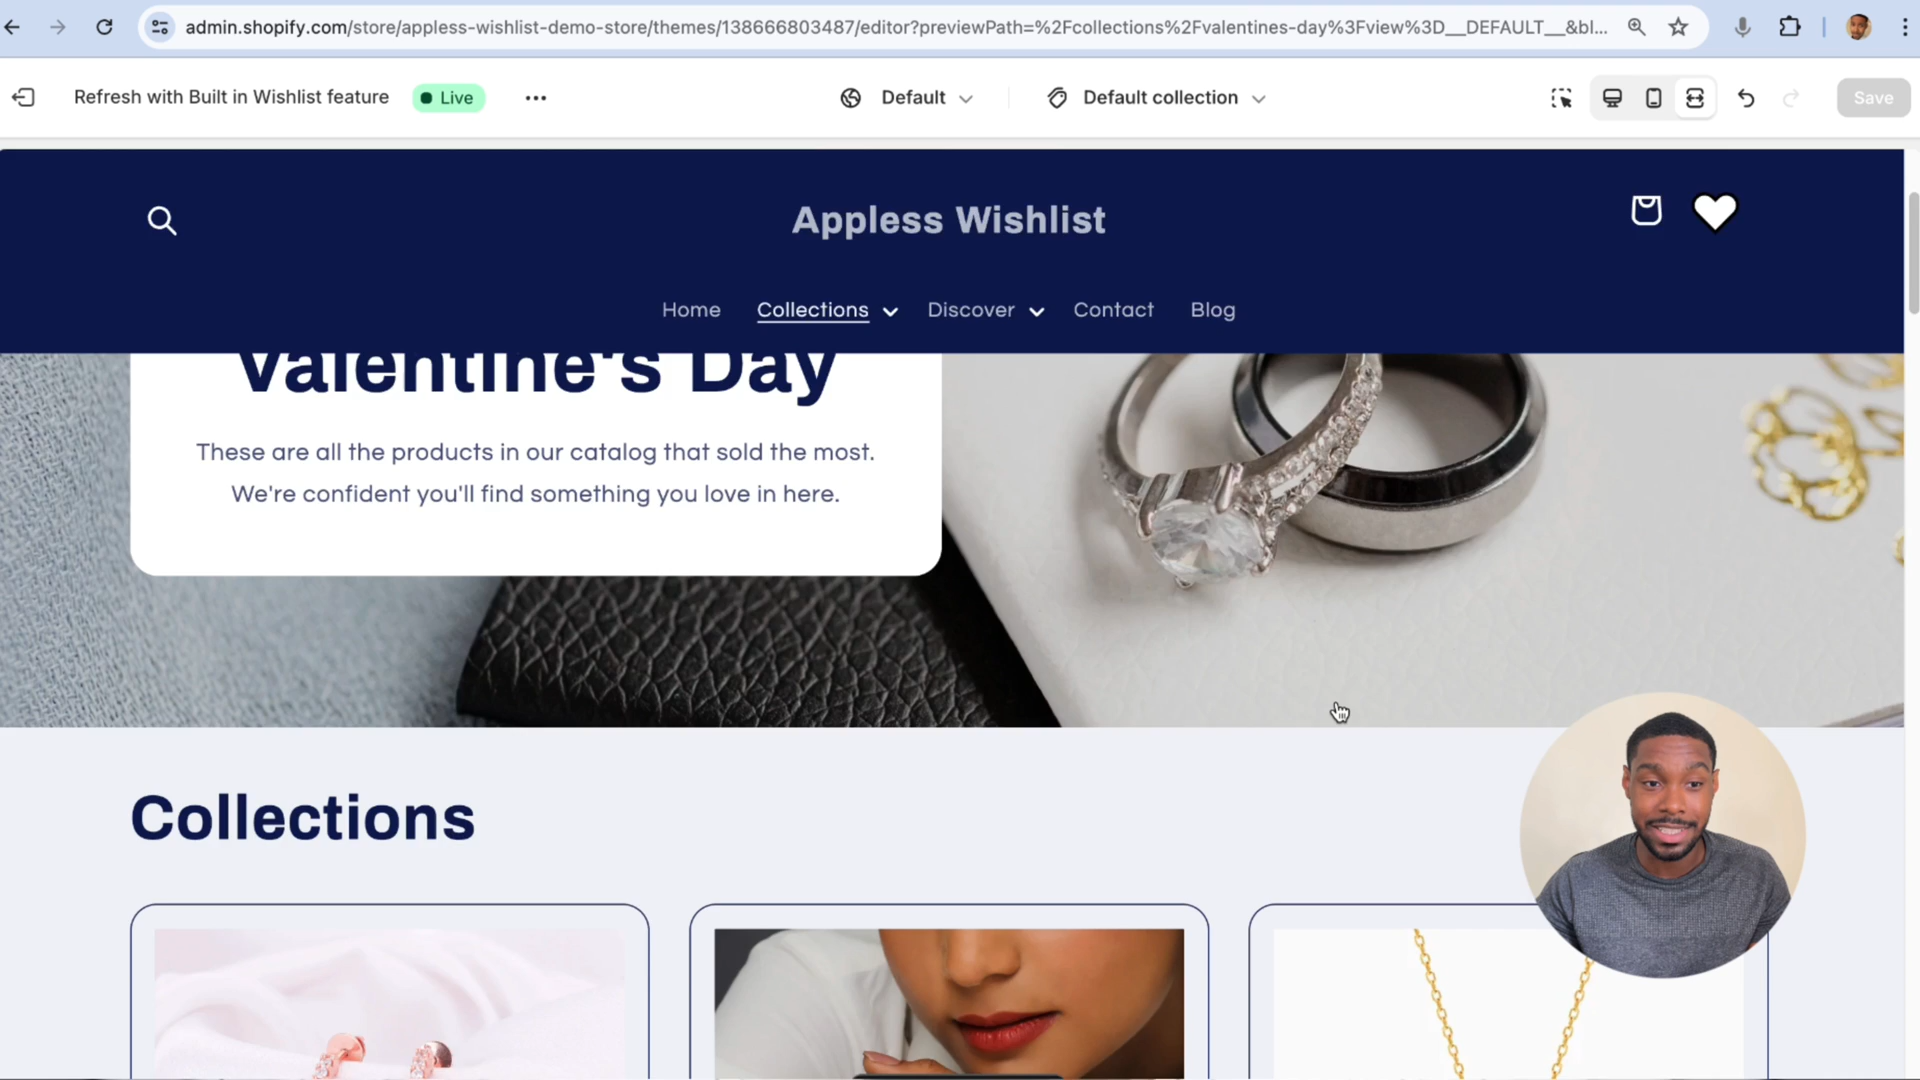 admin.shopify.com/store/appless-wishlist-demo-store/themes/138666803487/editor?previewPath=%2Fcollections%2Fvalentines-day%3Fview%3D__DEFAULT__&bl...
Refresh with Built in Wishlist feature
Live
Default
Default collection
Save
Appless Wishlist
Home
Collections
Discover
Contact
Blog
Valentine's Day
These are all the products in our catalog that sold the most.
We're confident you'll find something you love in here.
Collections